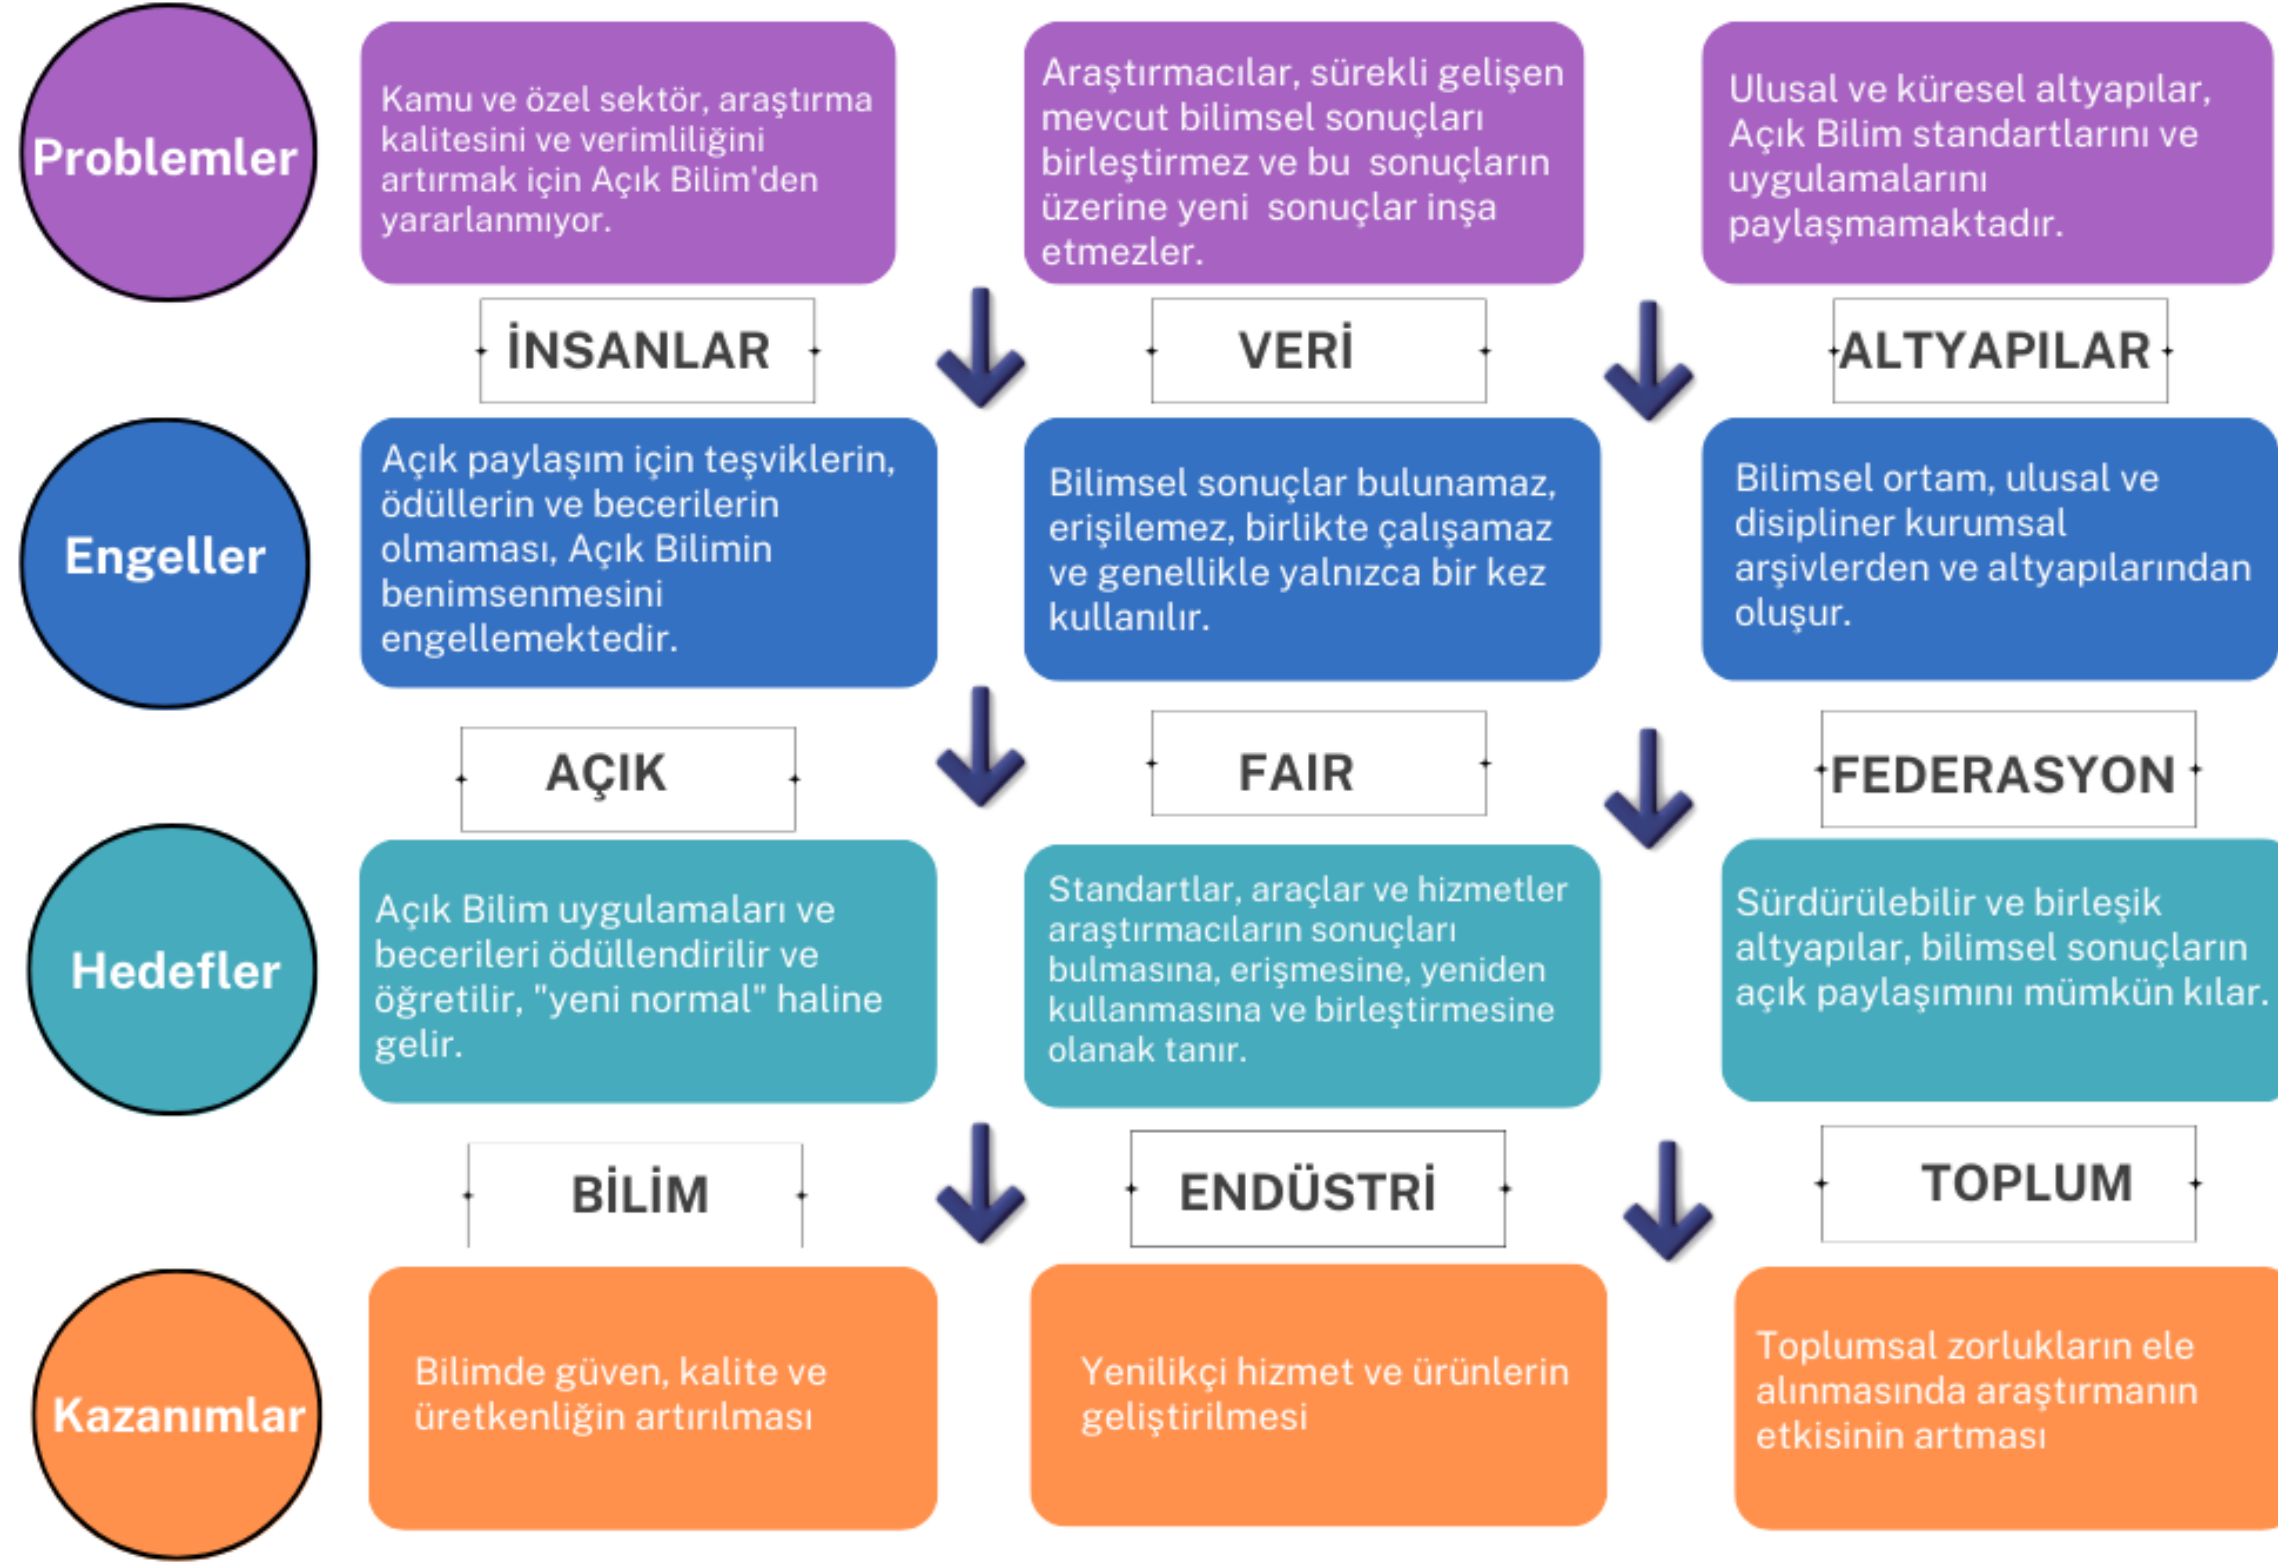 Problemler
Kamu ve özel sektör, araştırma
kalitesini ve verimliliğini
artırmak için Açık Bilim'den
yararlanmıyor.
Araştırmacılar, sürekli gelişen
mevcut bilimsel sonuçları
birleştirmez ve bu sonuçların
üzerine yeni sonuçlar inşa
etmezler.
Ulusal ve küresel altyapılar,
Açık Bilim standartlarını ve
uygulamalarını
paylaşmamaktadır.
İNSANLAR
VERİ
ALTYAPILAR
Engeller
Açık paylaşım için teşviklerin,
ödüllerin ve becerilerin
olmaması, Açık Bilimin
benimsenmesini
engellemektedir.
Bilimsel sonuçlar bulunamaz,
erişilemez, birlikte çalışamaz
ve genellikle yalnızca bir kez
kullanılır.
Bilimsel ortam, ulusal ve
disipliner kurumsal
arşivlerden ve altyapılarından
oluşur.
AÇIK
FAIR
FEDERASYON
Hedefler
Açık Bilim uygulamaları ve
becerileri ödüllendirilir ve
öğretilir, "yeni normal" haline
gelir.
Standartlar, araçlar ve hizmetler
araştırmacıların sonuçları
bulmasına, erişmesine, yeniden
kullanmasına ve birleştirmesine
olanak tanır.
Sürdürülebilir ve birleşik
altyapılar, bilimsel sonuçların
açık paylaşımını mümkün kılar.
BİLİM
ENDÜSTRİ
TOPLUM
Kazanımlar
Bilimde güven, kalite ve
üretkenliğin artırılması
Yenilikçi hizmet ve ürünlerin
geliştirilmesi
Toplumsal zorlukların ele
alınmasında araştırmanın
etkisinin artması